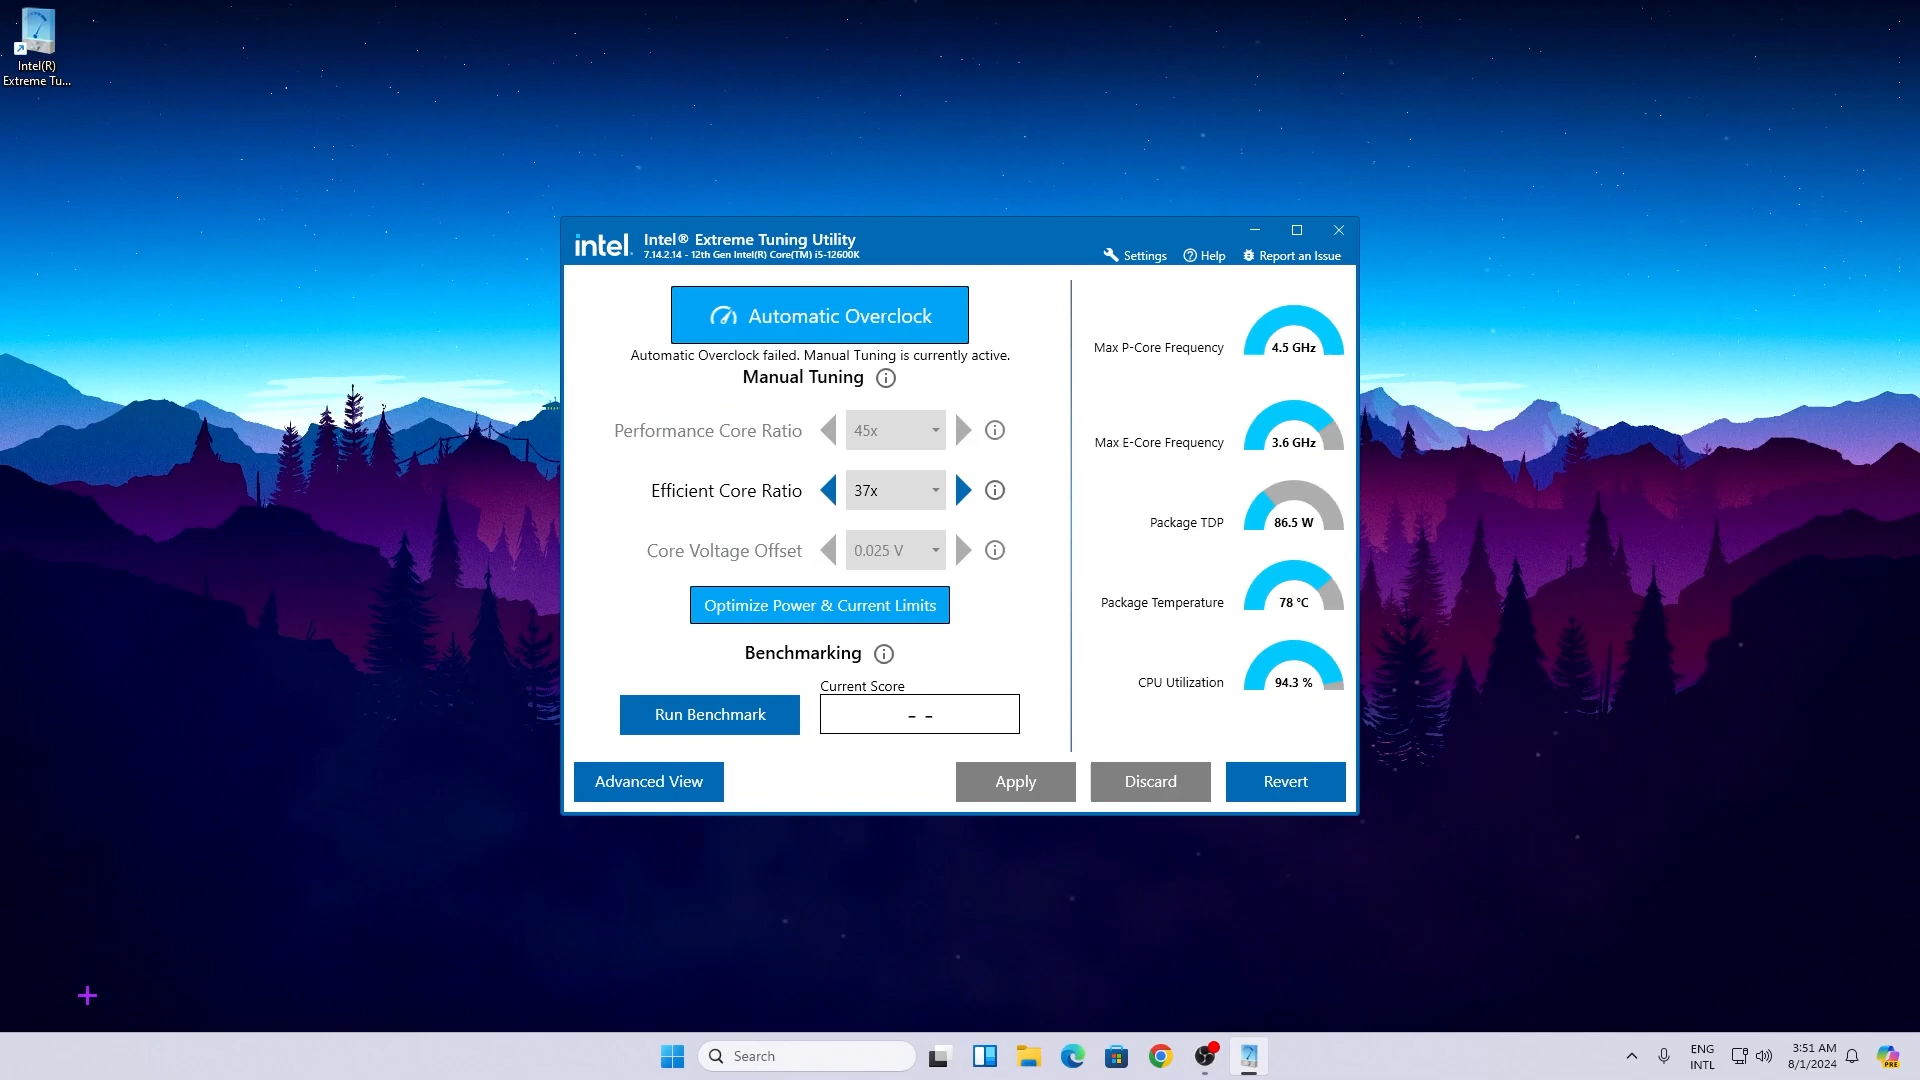 Intel(R)
Extreme Tu...
intel.
Intel® Extreme Tuning Utility
7.14.2.14 - 12th Gen Intel(R) Core(TM) i5-12600K
Settings
Help
Report an Issue
Automatic Overclock
Automatic Overclock failed. Manual Tuning is currently active.
Manual Tuning
Performance Core Ratio
45x
Efficient Core Ratio
37x
Core Voltage Offset
0.025 V
Optimize Power & Current Limits
Benchmarking
Current Score
Run Benchmark
- -
Max P-Core Frequency
4.5 GHz
Max E-Core Frequency
3.6 GHz
Package TDP
86.5 W
Package Temperature
78 °C
CPU Utilization
94.3 %
Advanced View
Apply
Discard
Revert
Search
ENG
INTL
3:51 AM
8/1/2024
PRE